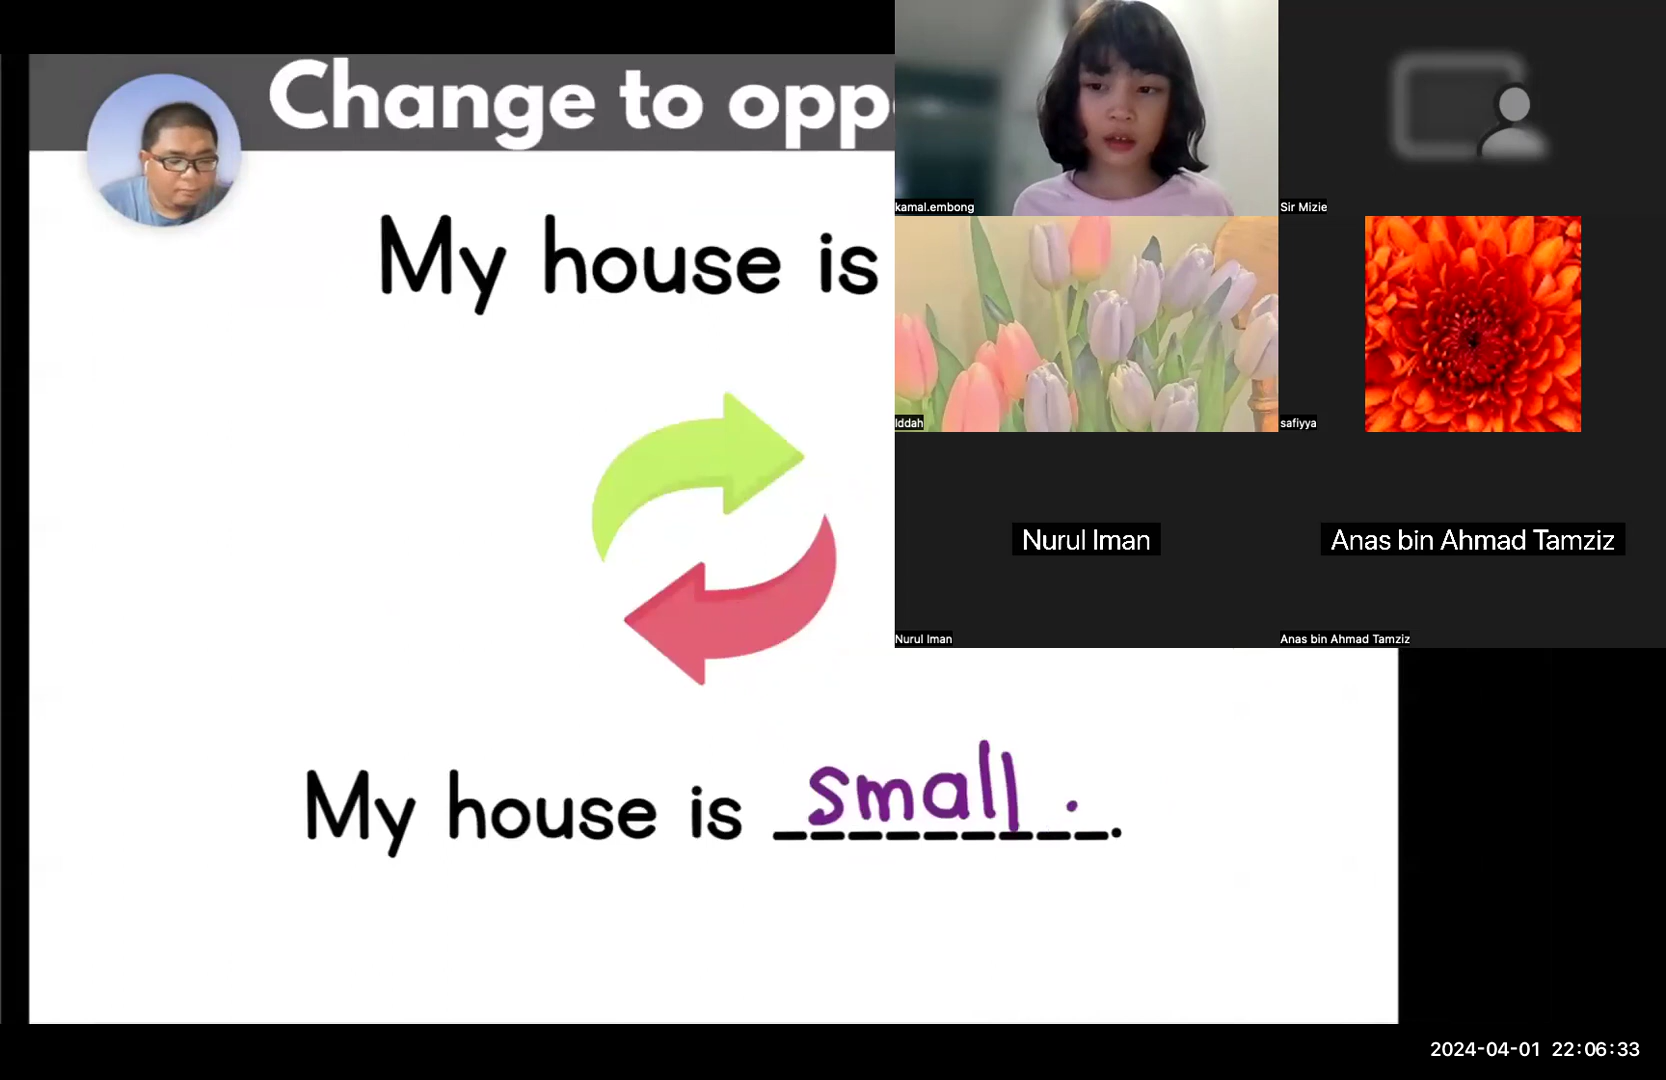 Change to opp
My house is
My house is small .
kamal.embong
Sir Mizie
Iddah
safiyya
Nurul Iman
Anas bin Ahmad Tamziz
Nurul Iman
Anas bin Ahmad Tamziz
2024-04-01 22:06:33